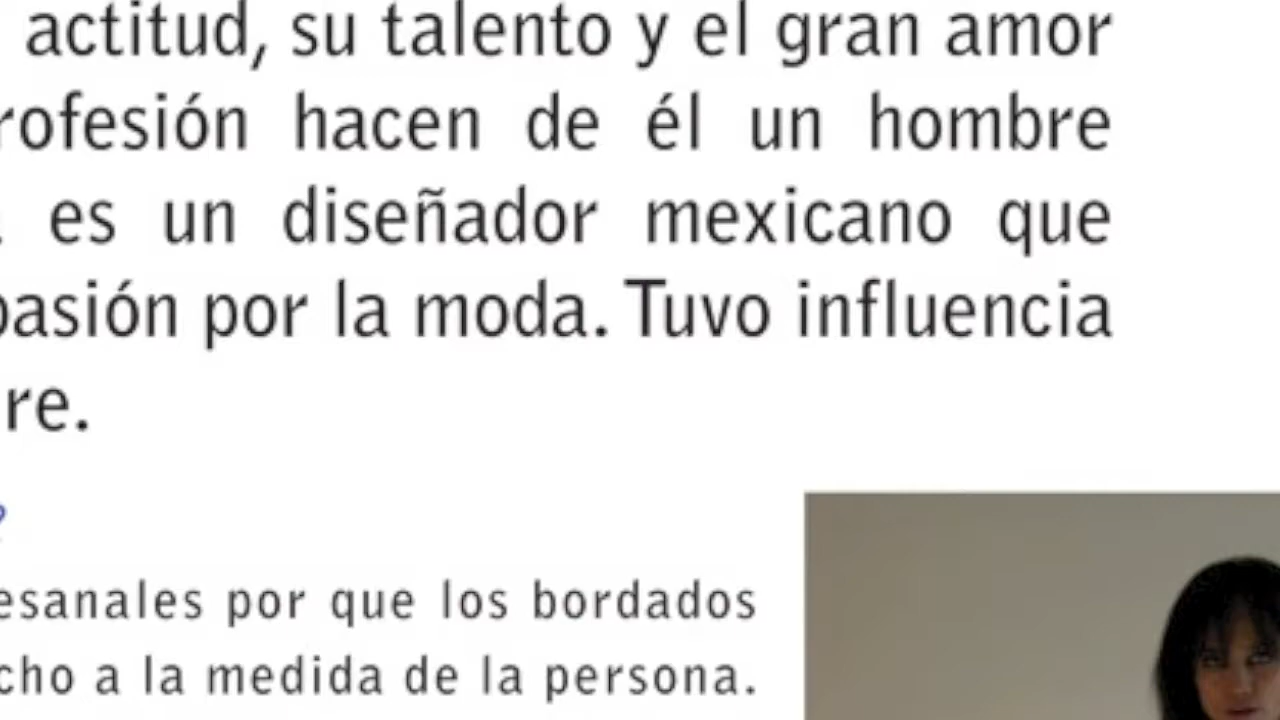 actitud, su talento y el gran amor
rofesión hacen de él un hombre
es un diseñador mexicano que
pasión por la moda. Tuvo influencia
re.
?
esanales por que los bordados
cho a la medida de la persona.